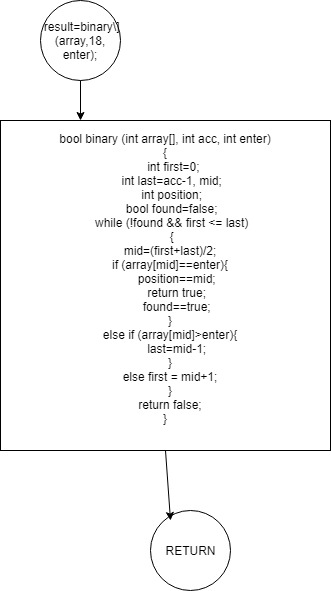 result=binary\]
(array,18,
enter);
bool binary (int array[], int acc, int enter)
{
int first=0;
int last=acc-1, mid;
int position;
bool found=false;
while (!found && first <= last)
{
mid=(first+last)/2;
if (array[mid]==enter){
position==mid;
return true;
found==true;
}
else if (array[mid]>enter){
last=mid-1;
}
else first = mid+1;
}
return false;
}
RETURN